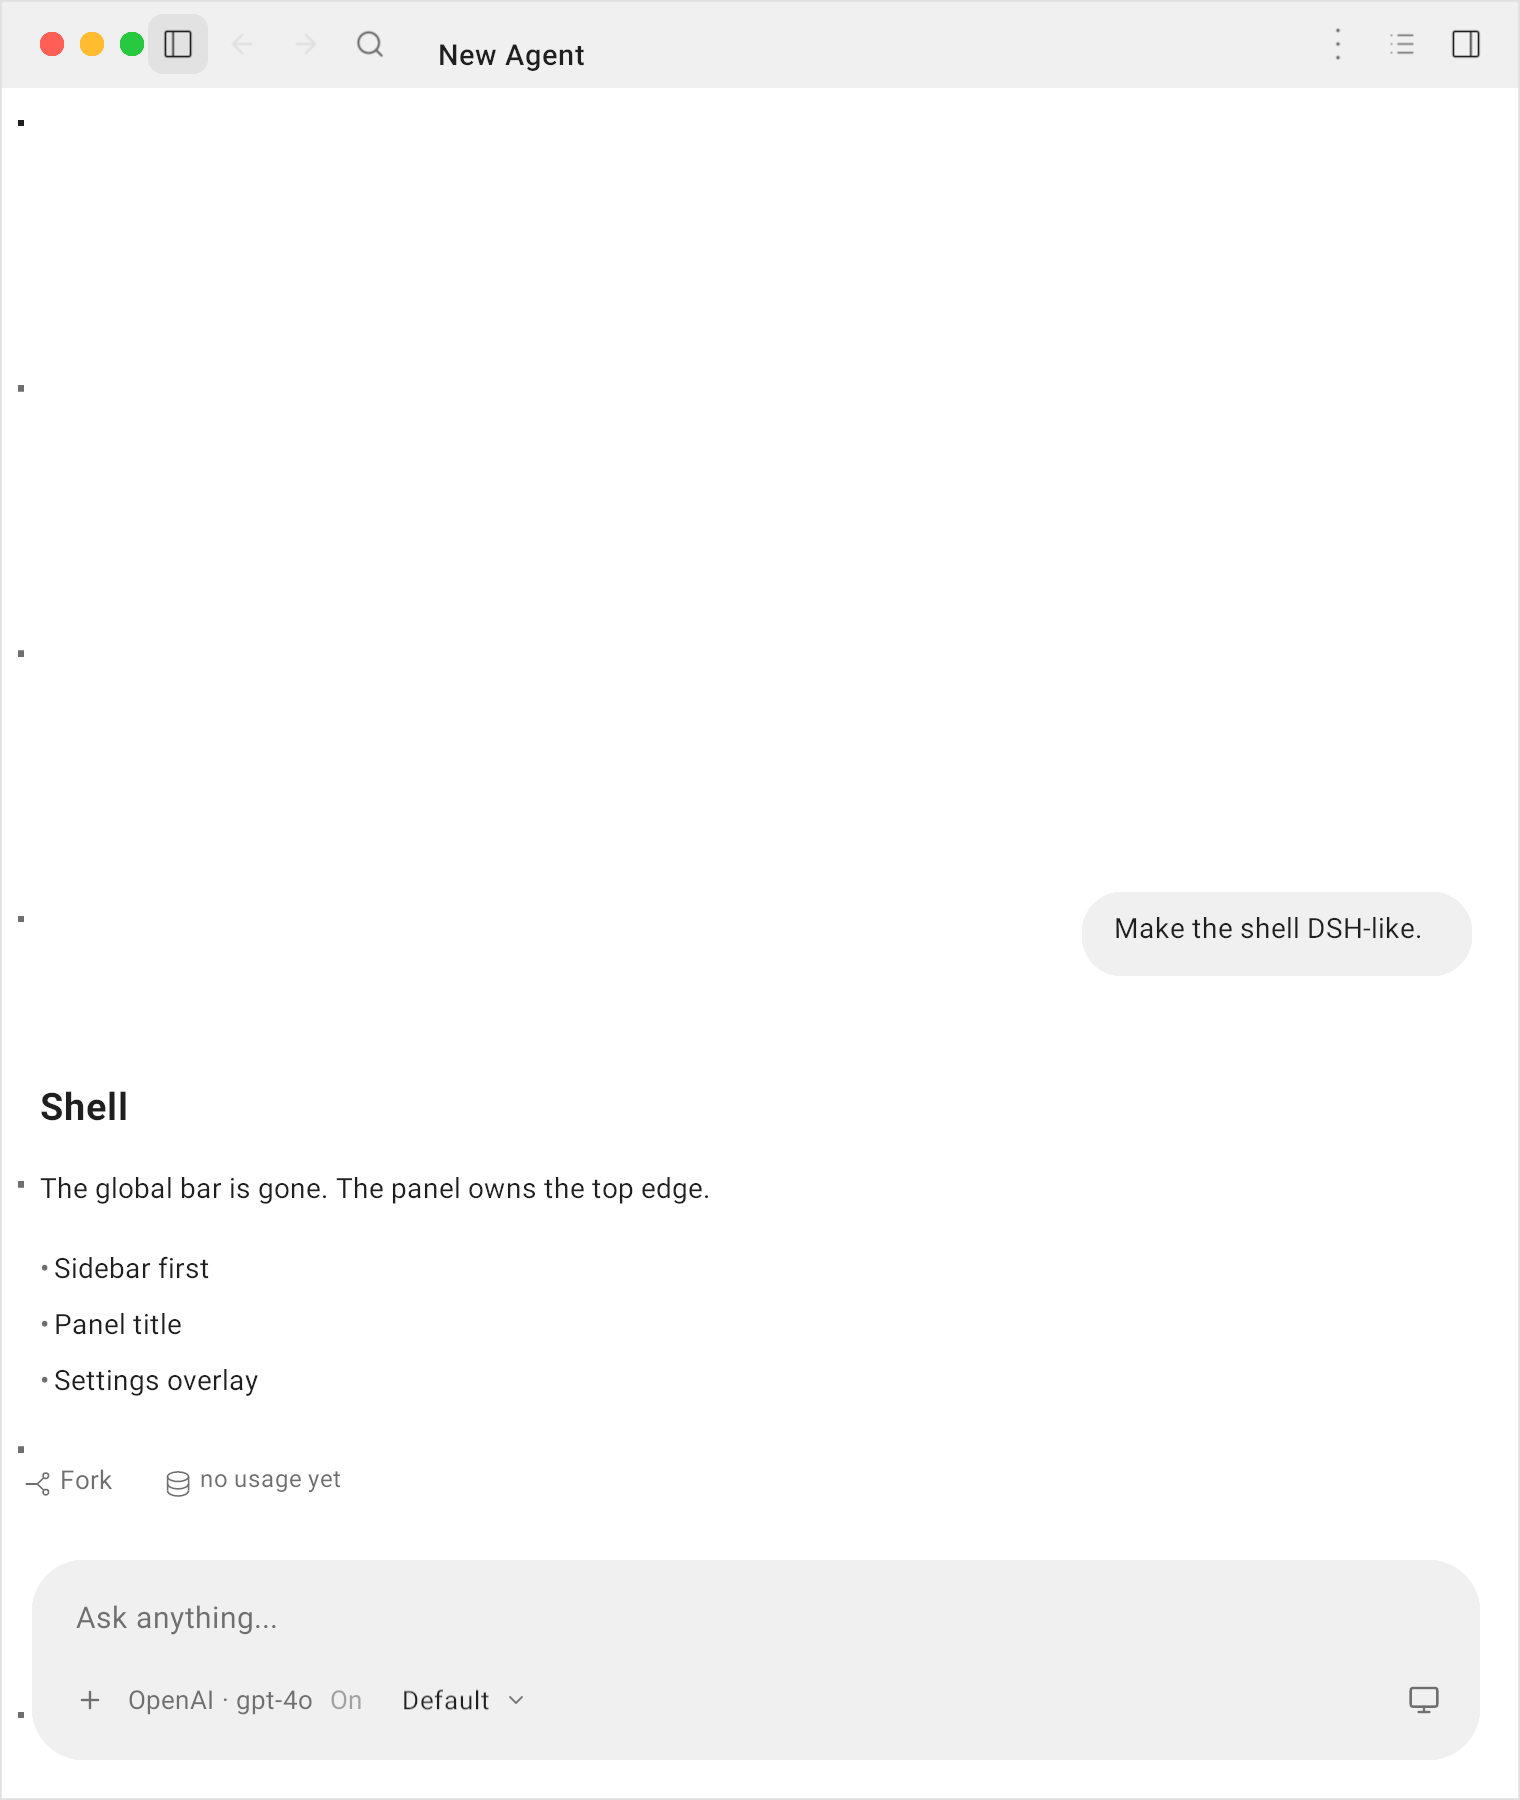 New Agent
Make the shell DSH-like.
Shell
The global bar is gone. The panel owns the top edge.
• Sidebar first
• Panel title
• Settings overlay
Fork no usage yet
Ask anything...
OpenAI · gpt-4o On Default